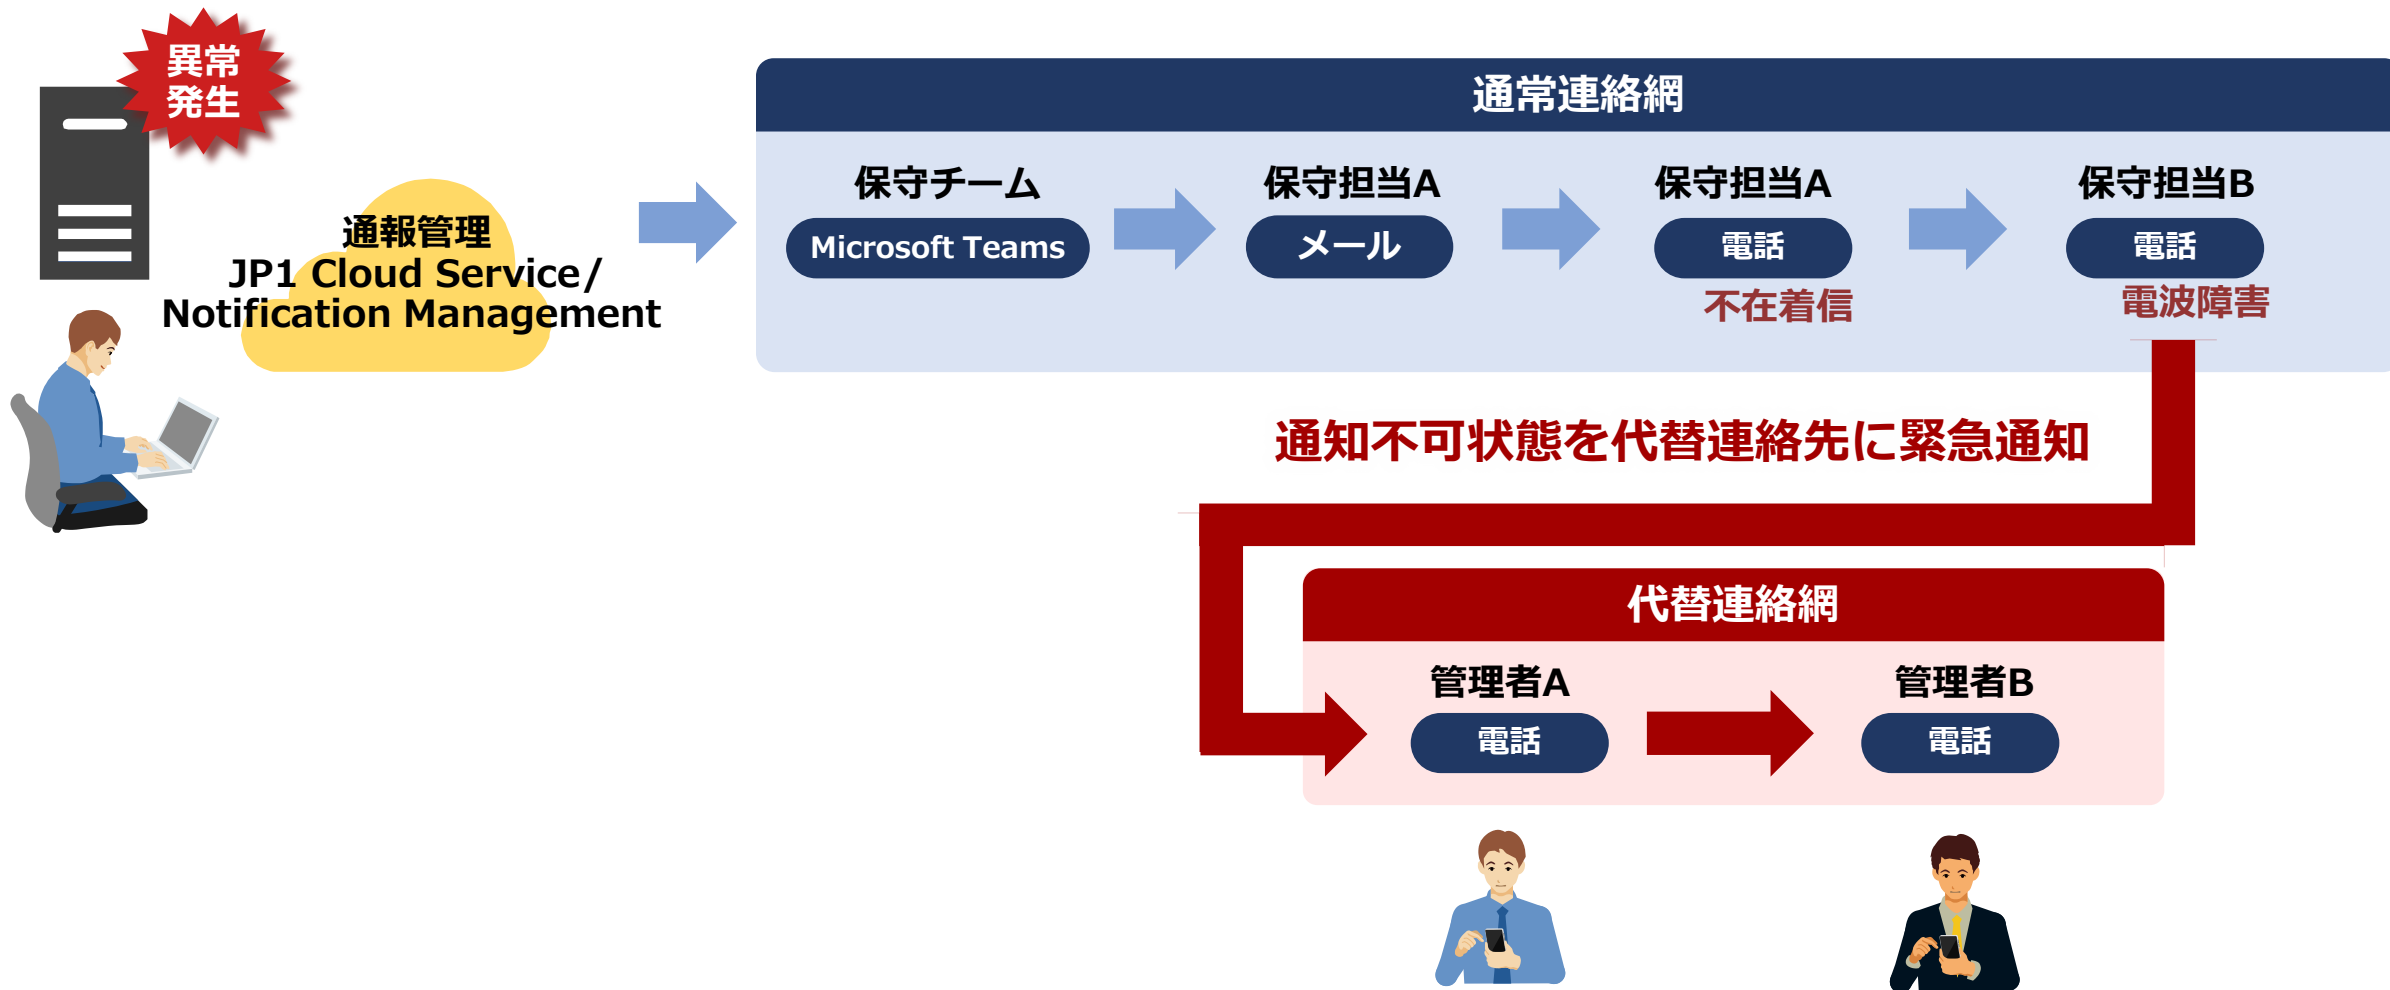 異常
発生
通報管理
JP1 Cloud Service/
Notification Management
通常連絡網
保守チーム
Microsoft Teams
保守担当A
メール
保守担当A
電話
不在着信
保守担当B
電話
電波障害
通知不可状態を代替連絡先に緊急通知
代替連絡網
管理者A
電話
管理者B
電話